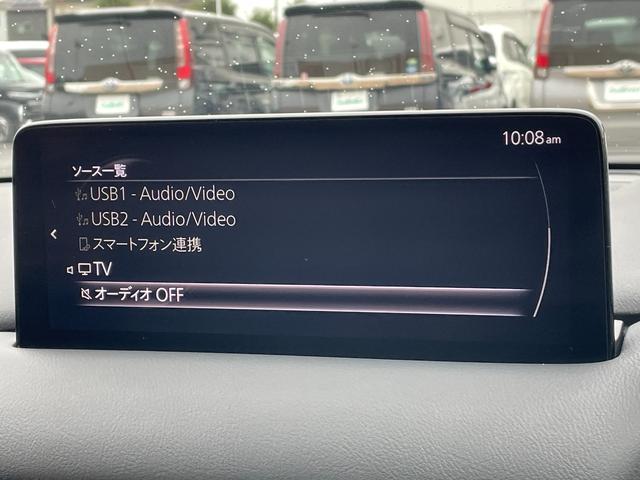 10:08am
ソース一覧
USB1 - Audio/Video
USB2 - Audio/Video
スマートフォン連携
TV
オーディオ OFF